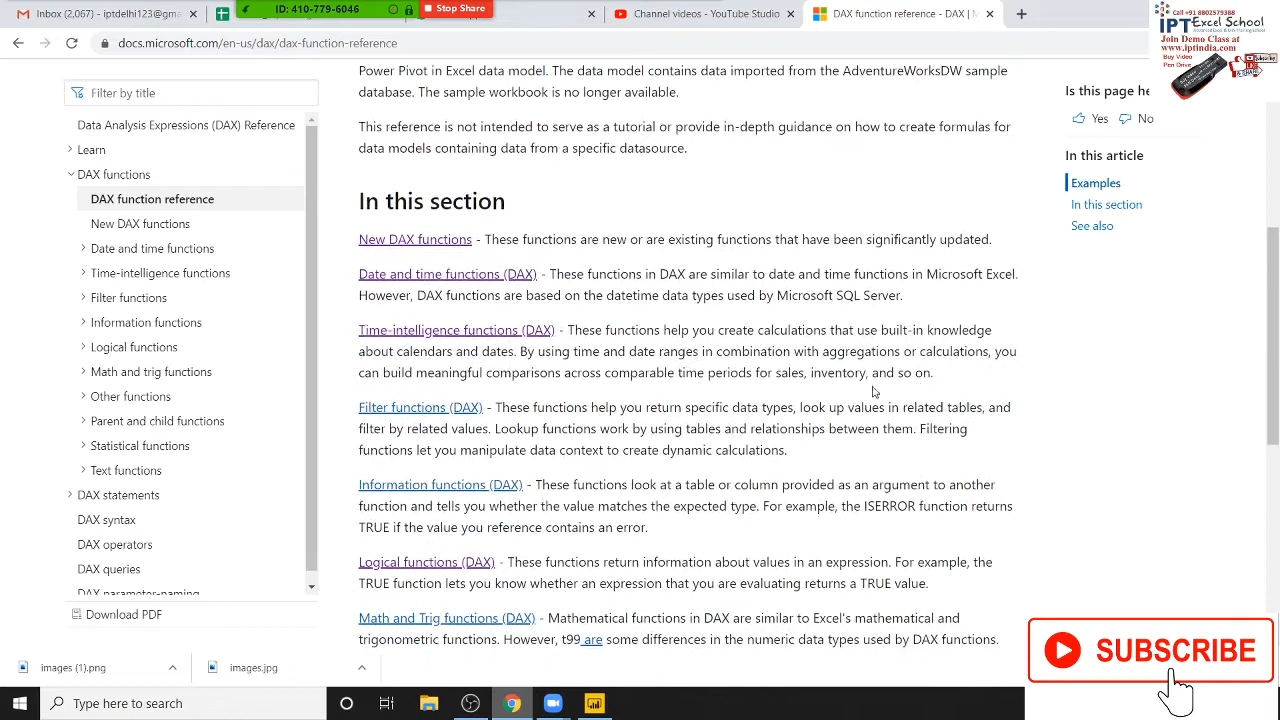 Call +91 8802579388
IPT Excel School
Join Demo Class at
www.iptindia.com
Buy Video
Pen Drive
Inbox (2,067) - iptindia1@gmail
ID: 410-779-6046
Stop Share
Channel videos - YouTube Studio
DAX function reference - DAX | M
docs.microsoft.com/en-us/dax/dax-function-reference
Filter by title
Data Analysis Expressions (DAX) Reference
Learn
DAX functions
DAX function reference
New DAX functions
Date and time functions
Time-intelligence functions
Filter functions
Information functions
Logical functions
Math and trig functions
Other functions
Parent and child functions
Statistical functions
Text functions
DAX statements
DAX syntax
DAX operators
DAX queries
DAX parameter-naming
Download PDF
Power Pivot in Excel data model. The data model contains data imported from the AdventureWorksDW sample
database. The sample workbook is no longer available.
This reference is not intended to serve as a tutorial or provide in-depth guidance on how to create formulas for
data models containing data from a specific datasource.
In this section
New DAX functions - These functions are new or are existing functions that have been significantly updated.
Date and time functions (DAX) - These functions in DAX are similar to date and time functions in Microsoft Excel.
However, DAX functions are based on the datetime data types used by Microsoft SQL Server.
Time-intelligence functions (DAX) - These functions help you create calculations that use built-in knowledge
about calendars and dates. By using time and date ranges in combination with aggregations or calculations, you
can build meaningful comparisons across comparable time periods for sales, inventory, and so on.
Filter functions (DAX) - These functions help you return specific data types, look up values in related tables, and
filter by related values. Lookup functions work by using tables and relationships between them. Filtering
functions let you manipulate data context to create dynamic calculations.
Information functions (DAX) - These functions look at a table or column provided as an argument to another
function and tells you whether the value matches the expected type. For example, the ISERROR function returns
TRUE if the value you reference contains an error.
Logical functions (DAX) - These functions return information about values in an expression. For example, the
TRUE function lets you know whether an expression that you are evaluating returns a TRUE value.
Math and Trig functions (DAX) - Mathematical functions in DAX are similar to Excel's mathematical and
trigonometric functions. However, t99 are some differences in the numeric data types used by DAX functions.
Is this page he
Yes
No
In this article
Examples
In this section
See also
SUBSCRIBE
images (1).png
images.jpg
Type here to search